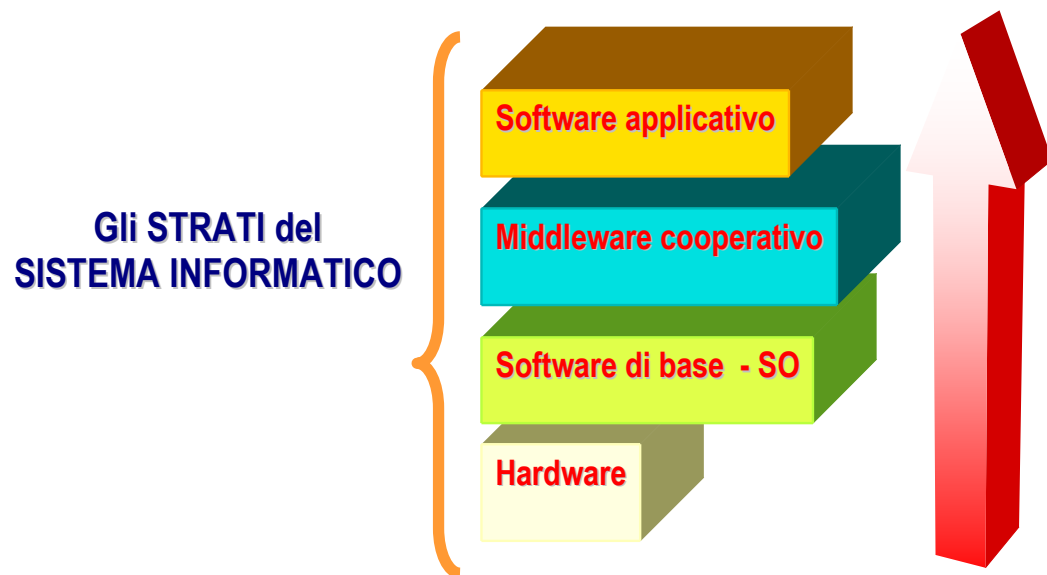 Gli STRATI del
SISTEMA INFORMATICO
Software applicativo
Middleware cooperativo
Software di base - SO
Hardware